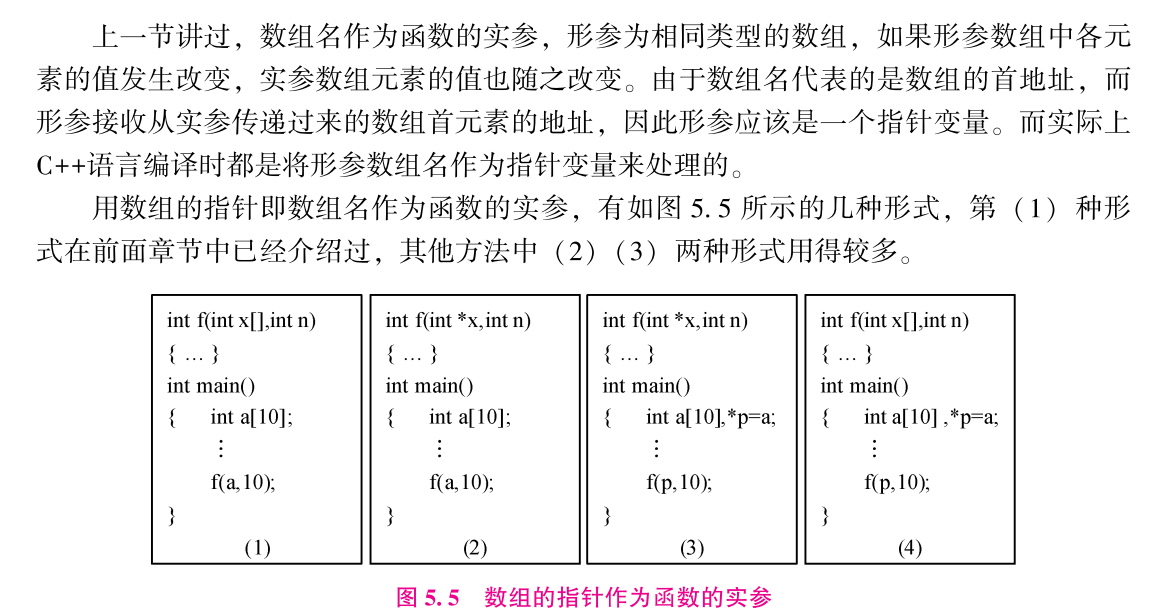 上一节讲过，数组名作为函数的实参，形参为相同类型的数组，如果形参数组中各元
素的值发生改变，实参数组元素的值也随之改变。由于数组名代表的是数组的首地址，而
形参接收从实参传递过来的数组首元素的地址，因此形参应该是一个指针变量。而实际上
C++语言编译时都是将形参数组名作为指针变量来处理的。
用数组的指针即数组名作为函数的实参，有如图 5.5 所示的几种形式，第（1）种形
式在前面章节中已经介绍过，其他方法中（2）（3）两种形式用得较多。
int f(int x[],int n)
{ … }
int main()
{ int a[10];
⋮
f(a,10);
}
(1)
int f(int *x,int n)
{ … }
int main()
{ int a[10];
⋮
f(a,10);
}
(2)
int f(int *x,int n)
{ … }
int main()
{ int a[10],*p=a;
⋮
f(p,10);
}
(3)
int f(int x[],int n)
{ … }
int main()
{ int a[10] ,*p=a;
⋮
f(p,10);
}
(4)
图 5.5 数组的指针作为函数的实参